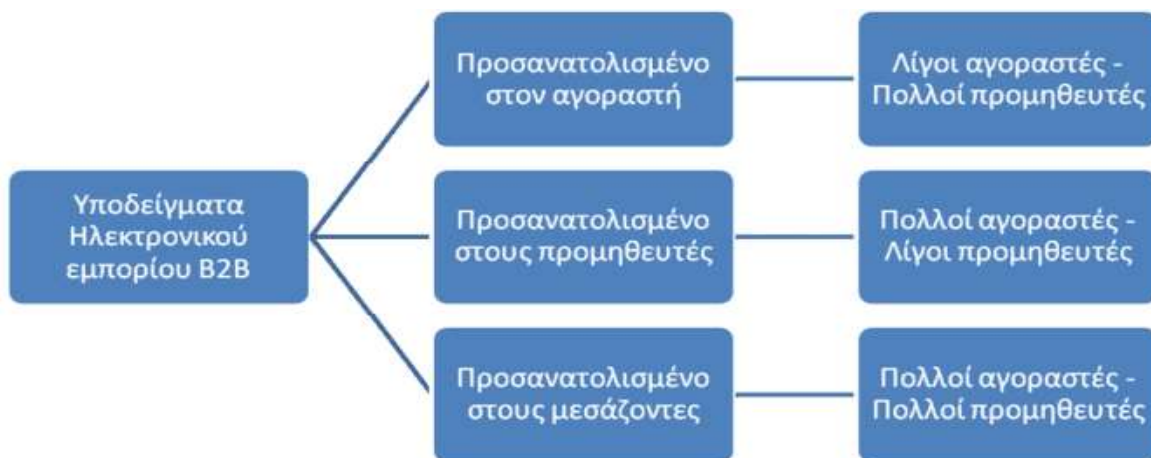 Υποδείγματα
Ηλεκτρονικού
εμπορίου B2B
Προσανατολισμένο
στον αγοραστή
Λίγοι αγοραστές -
Πολλοί προμηθευτές
Προσανατολισμένο
στους προμηθευτές
Πολλοί αγοραστές -
Λίγοι προμηθευτές
Προσανατολισμένο
στους μεσάζοντες
Πολλοί αγοραστές -
Πολλοί προμηθευτές